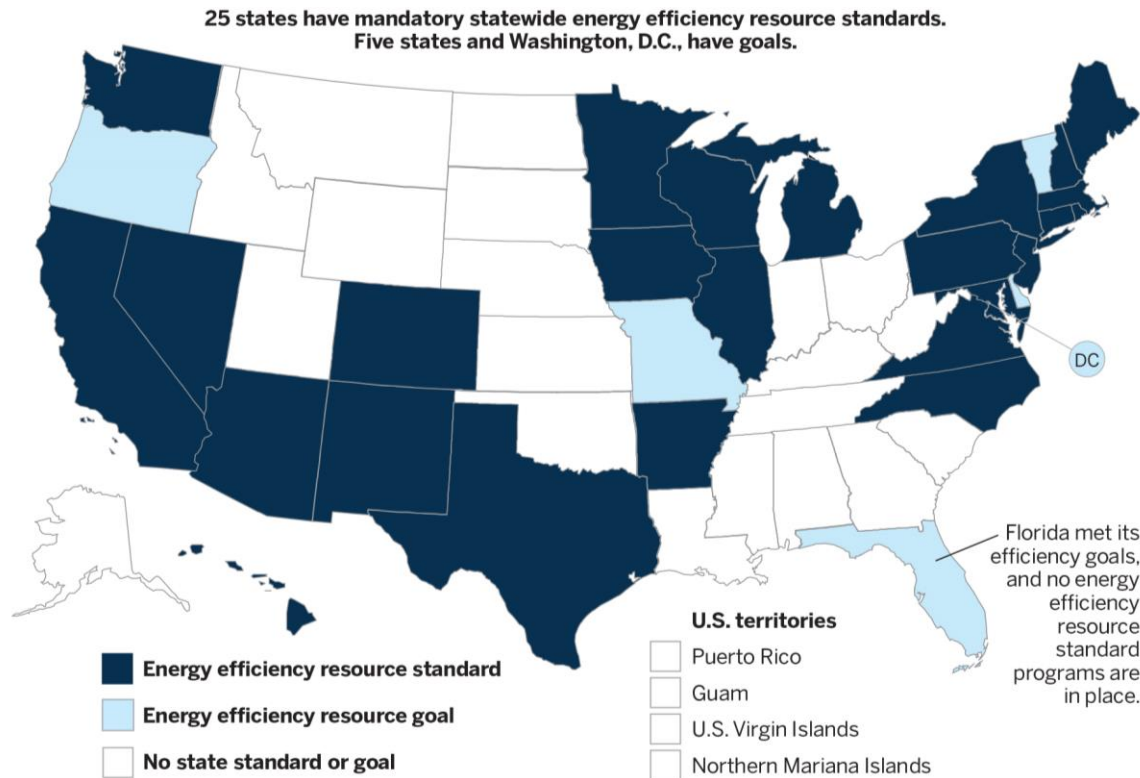 25 states have mandatory statewide energy efficiency resource standards.
Five states and Washington, D.C., have goals.
DC
Florida met its
efficiency goals,
and no energy
efficiency
resource
standard
programs are
in place.
Energy efficiency resource standard
Energy efficiency resource goal
No state standard or goal
U.S. territories
Puerto Rico
Guam
U.S. Virgin Islands
Northern Mariana Islands